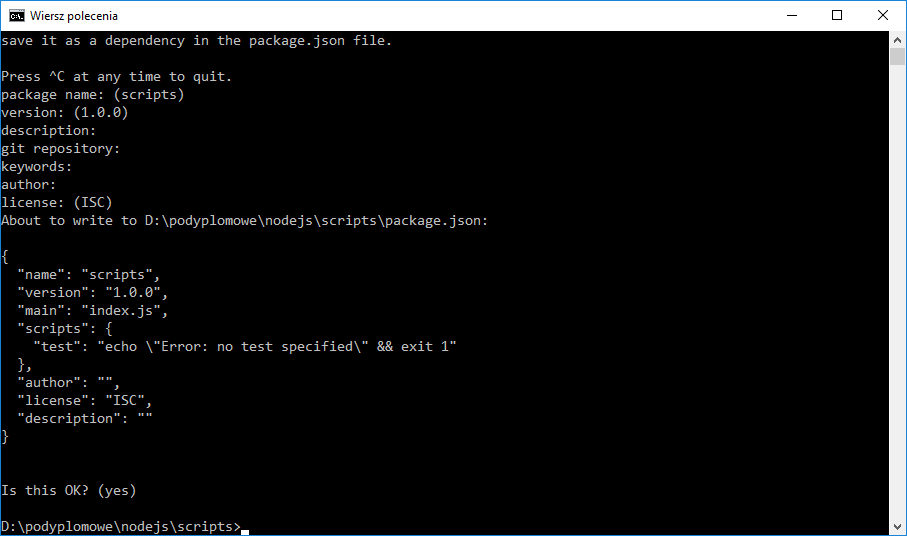 Wiersz polecenia
save it as a dependency in the package.json file.
Press ^C at any time to quit.
package name: (scripts)
version: (1.0.0)
description:
git repository:
keywords:
author:
license: (ISC)
About to write to D:\podyplomowe\nodejs\scripts\package.json:
{
  "name": "scripts",
  "version": "1.0.0",
  "main": "index.js",
  "scripts": {
    "test": "echo \"Error: no test specified\" && exit 1"
  },
  "author": "",
  "license": "ISC",
  "description": ""
}
Is this OK? (yes)
D:\podyplomowe\nodejs\scripts>